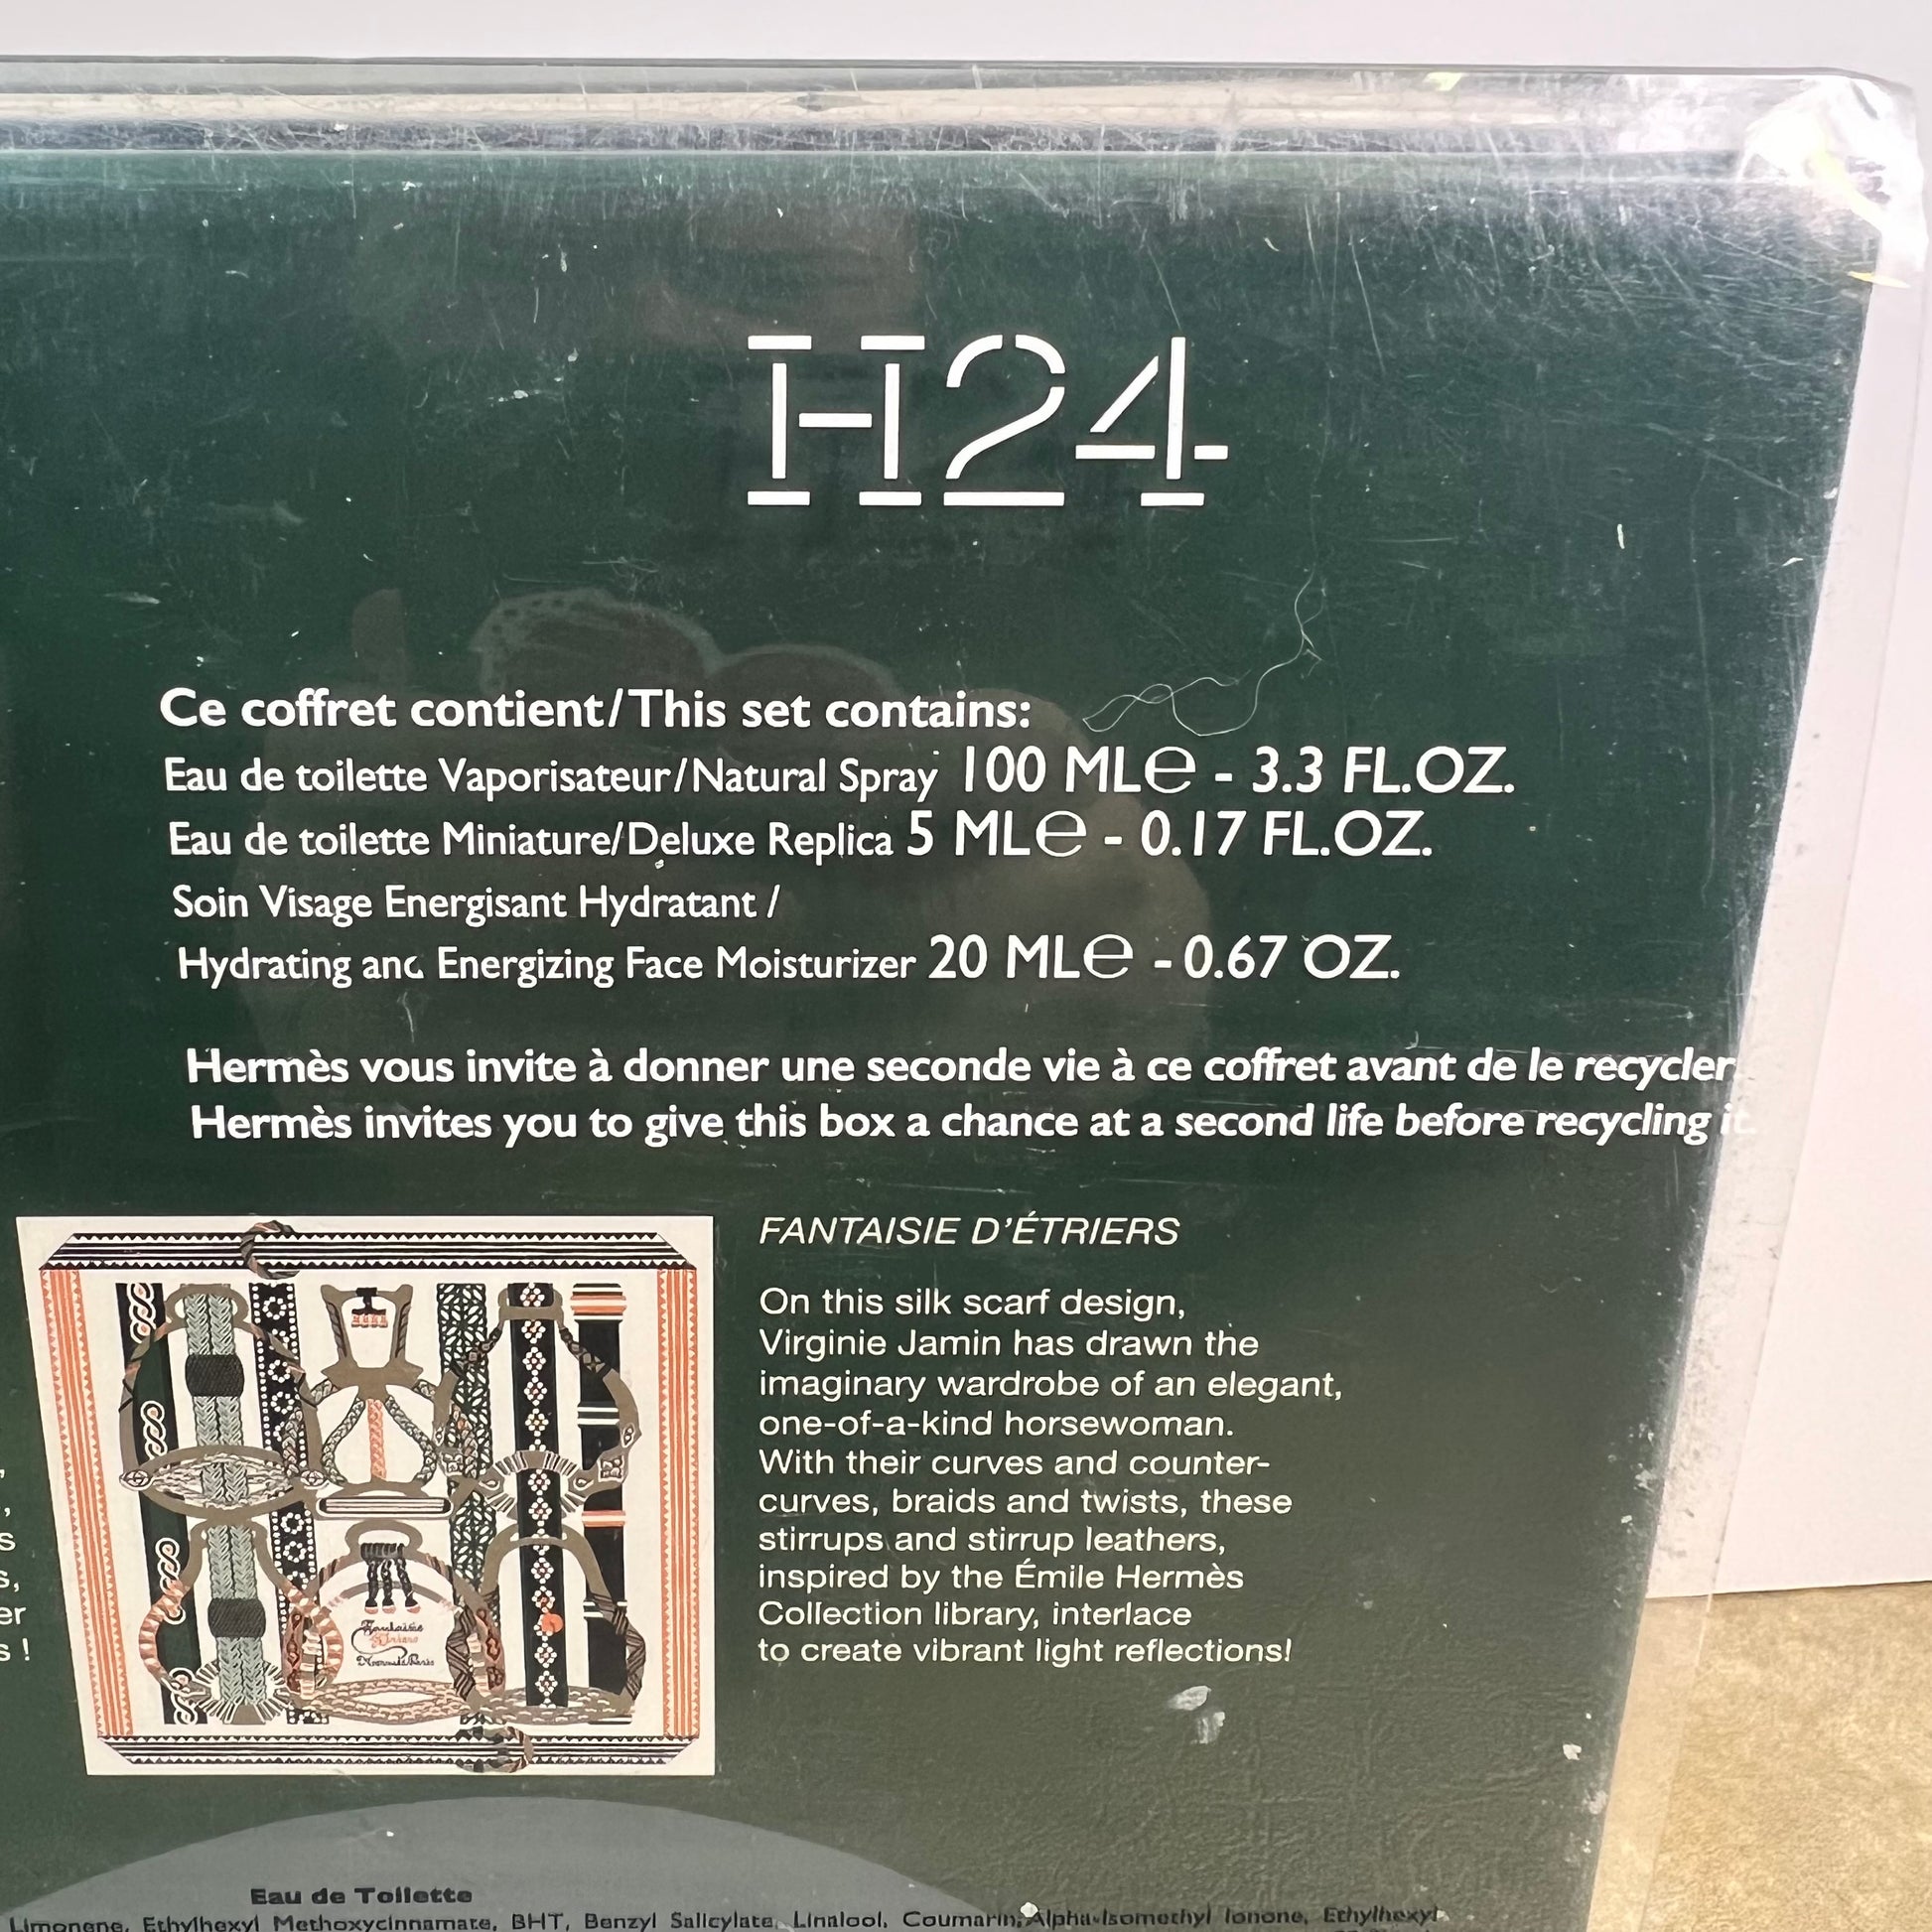 H24
Ce coffret contient/This set contains:
Eau de toilette Vaporisateur/Natural Spray 100 MLe - 3.3 FL.OZ.
Eau de toilette Miniature/Deluxe Replica 5 MLe - 0.17 FL.OZ.
Soin Visage Energisant Hydratant /
Hydrating and Energizing Face Moisturizer 20 MLe - 0.67 OZ.
Hermès vous invite à donner une seconde vie à ce coffret avant de le recycler.
Hermès invites you to give this box a chance at a second life before recycling it.
FANTAISIE D'ÉTRIERS
On this silk scarf design,
Virginie Jamin has drawn the
imaginary wardrobe of an elegant,
one-of-a-kind horsewoman.
With their curves and counter-
curves, braids and twists, these
stirrups and stirrup leathers,
inspired by the Émile Hermès
Collection library, interlace
to create vibrant light reflections!
Eau de Toilette
Limonene, Ethylhexyl Methoxycinnamate, BHT, Benzyl Salicylate, Linalool, Coumarin, Alpha-Isomethyl Ionone, Ethylhexyl